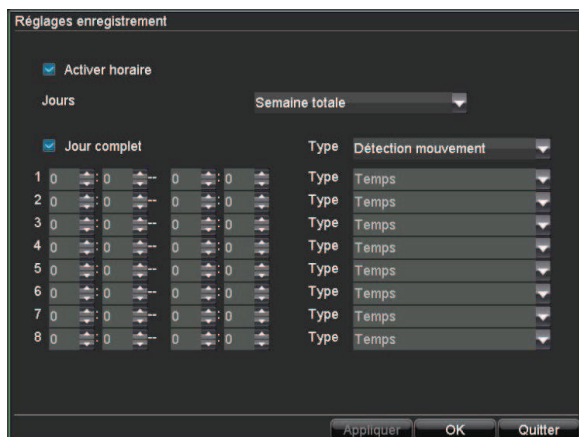 Réglages enregistrement
Activer horaire
Jours Semaine totale
Jour complet Type Détection mouvement
1 0 : 0 -- 0 : 0 Type Temps
2 0 : 0 -- 0 : 0 Type Temps
3 0 : 0 -- 0 : 0 Type Temps
4 0 : 0 -- 0 : 0 Type Temps
5 0 : 0 -- 0 : 0 Type Temps
6 0 : 0 -- 0 : 0 Type Temps
7 0 : 0 -- 0 : 0 Type Temps
8 0 : 0 -- 0 : 0 Type Temps
Appliquer OK Quitter